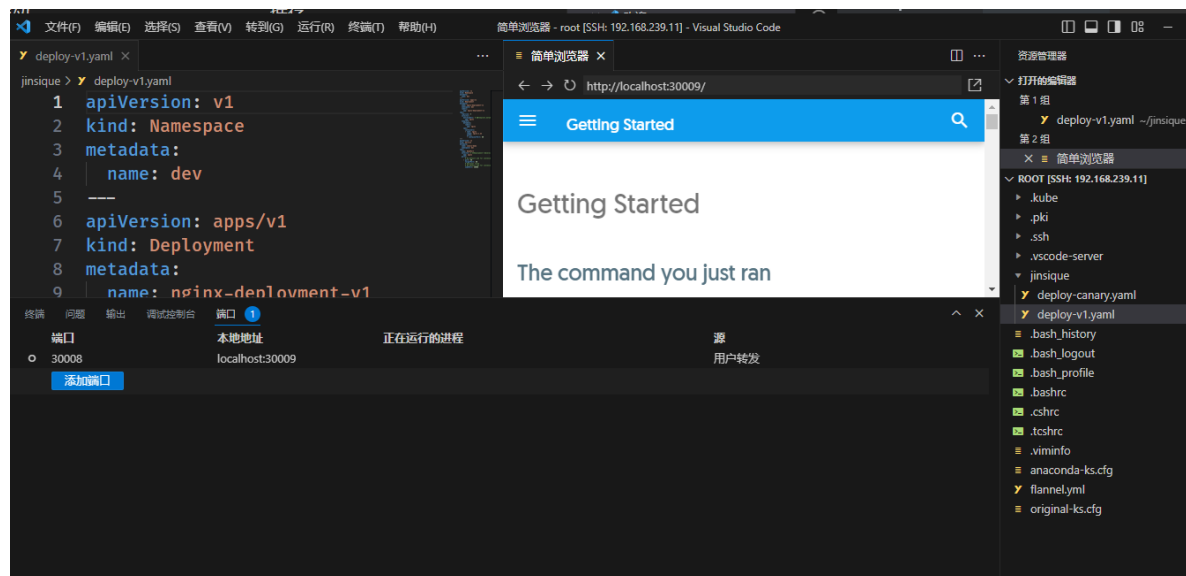 文件(F) 编辑(E) 选择(S) 查看(V) 转到(G) 运行(R) 终端(T) 帮助(H) 简单浏览器 - root [SSH: 192.168.239.11] - Visual Studio Code
deploy-v1.yaml
jinsique > deploy-v1.yaml
1 apiVersion: v1
2 kind: Namespace
3 metadata:
4 name: dev
5 ---
6 apiVersion: apps/v1
7 kind: Deployment
8 metadata:
9 name: nginx-deployment-v1
简单浏览器
http://localhost:30009/
Getting Started
Getting Started
The command you just ran
终端 问题 输出 调试控制台 端口 1
端口 本地地址 正在运行的进程 源
30008 localhost:30009 用户转发
添加端口
资源管理器
打开的编辑器
第 1 组
deploy-v1.yaml ~/jinsique
第 2 组
简单浏览器
ROOT [SSH: 192.168.239.11]
.kube
.pki
.ssh
.vscode-server
jinsique
deploy-canary.yaml
deploy-v1.yaml
.bash_history
.bash_logout
.bash_profile
.bashrc
.cshrc
.tcshrc
.viminfo
anaconda-ks.cfg
flannel.yml
original-ks.cfg